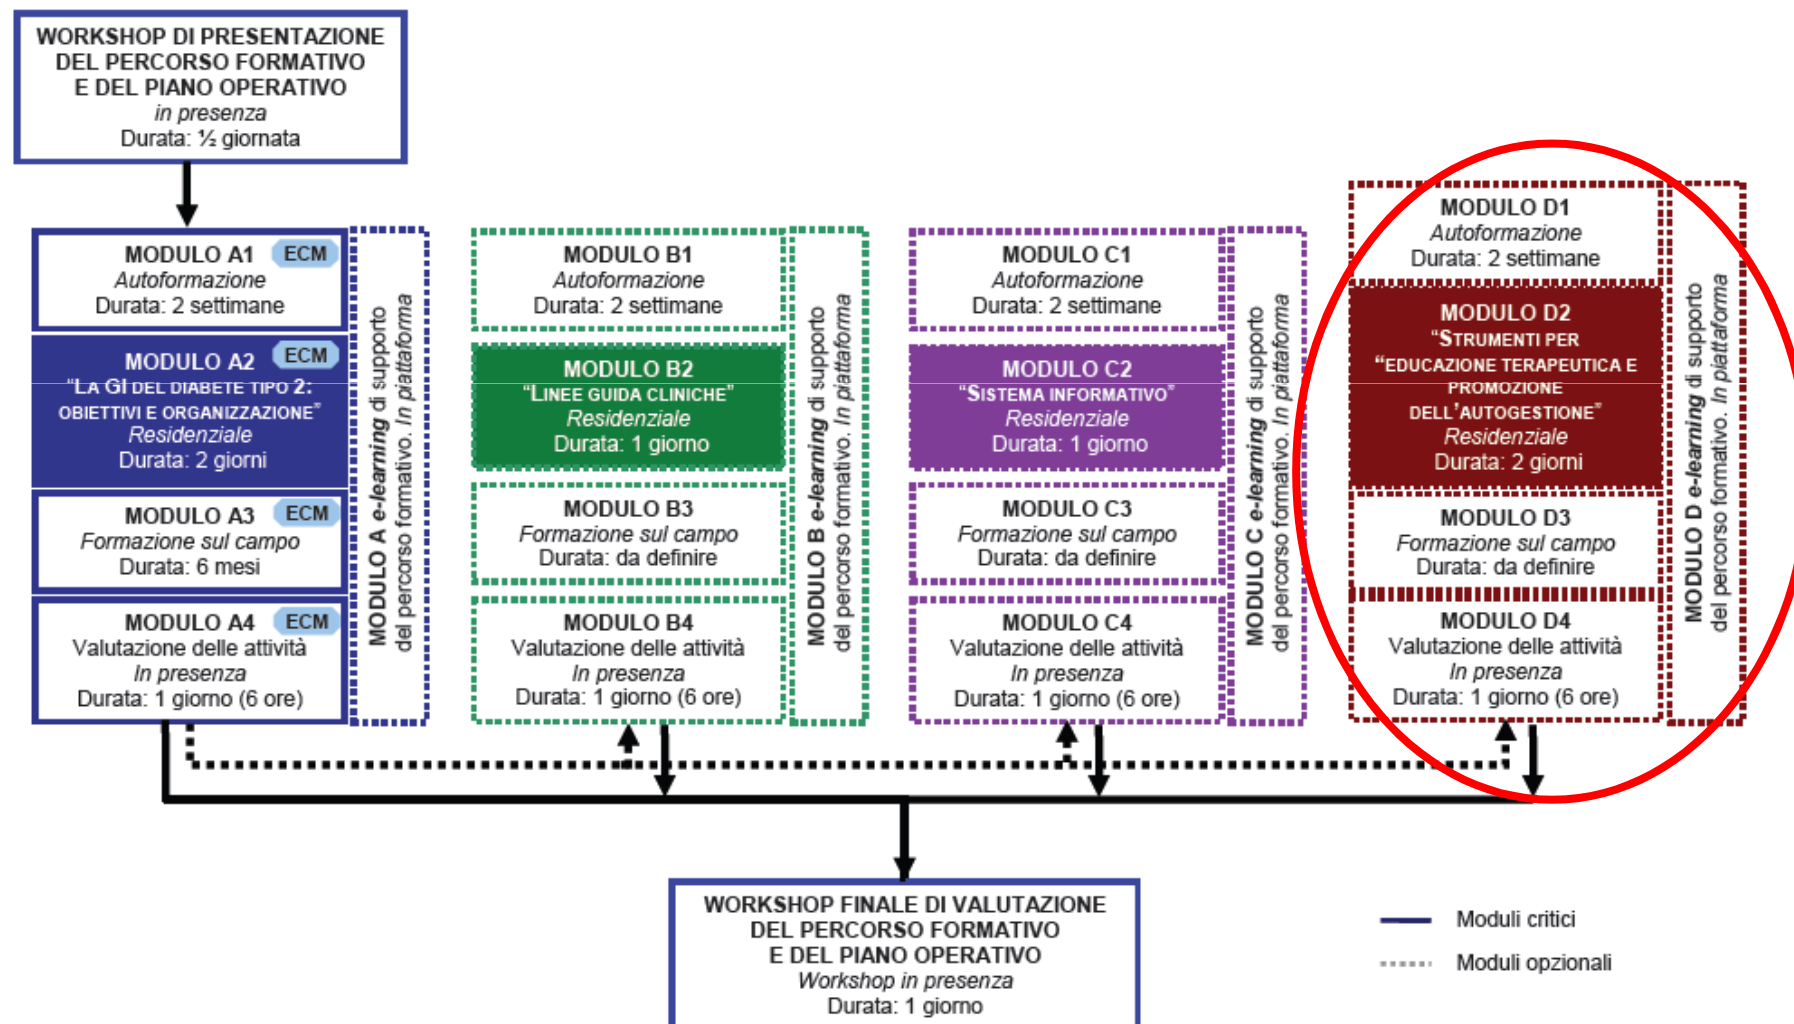 WORKSHOP DI PRESENTAZIONE
DEL PERCORSO FORMATIVO
E DEL PIANO OPERATIVO
in presenza
Durata: ½ giornata
MODULO A1
ECM
Autoformazione
Durata: 2 settimane
MODULO A2
ECM
“LA GI DEL DIABETE TIPO 2:
OBIETTIVI E ORGANIZZAZIONE”
Residenziale
Durata: 2 giorni
MODULO A3
ECM
Formazione sul campo
Durata: 6 mesi
MODULO A4
ECM
Valutazione delle attività
In presenza
Durata: 1 giorno (6 ore)
MODULO A e-learning di supporto
del percorso formativo. In piattaforma
MODULO B1
Autoformazione
Durata: 2 settimane
MODULO B2
“LINEE GUIDA CLINICHE”
Residenziale
Durata: 1 giorno
MODULO B3
Formazione sul campo
Durata: da definire
MODULO B4
Valutazione delle attività
In presenza
Durata: 1 giorno (6 ore)
MODULO B e-learning di supporto
del percorso formativo. In piattaforma
MODULO C1
Autoformazione
Durata: 2 settimane
MODULO C2
“SISTEMA INFORMATIVO”
Residenziale
Durata: 1 giorno
MODULO C3
Formazione sul campo
Durata: da definire
MODULO C4
Valutazione delle attività
In presenza
Durata: 1 giorno (6 ore)
MODULO C e-learning di supporto
del percorso formativo. In piattaforma
MODULO D1
Autoformazione
Durata: 2 settimane
MODULO D2
“STRUMENTI PER
“EDUCAZIONE TERAPEUTICA E
PROMOZIONE
DELL’AUTOGESTIONE”
Residenziale
Durata: 2 giorni
MODULO D3
Formazione sul campo
Durata: da definire
MODULO D4
Valutazione delle attività
In presenza
Durata: 1 giorno (6 ore)
MODULO D e-learning di supporto
del percorso formativo. In piattaforma
WORKSHOP FINALE DI VALUTAZIONE
DEL PERCORSO FORMATIVO
E DEL PIANO OPERATIVO
Workshop in presenza
Durata: 1 giorno
Moduli critici
Moduli opzionali